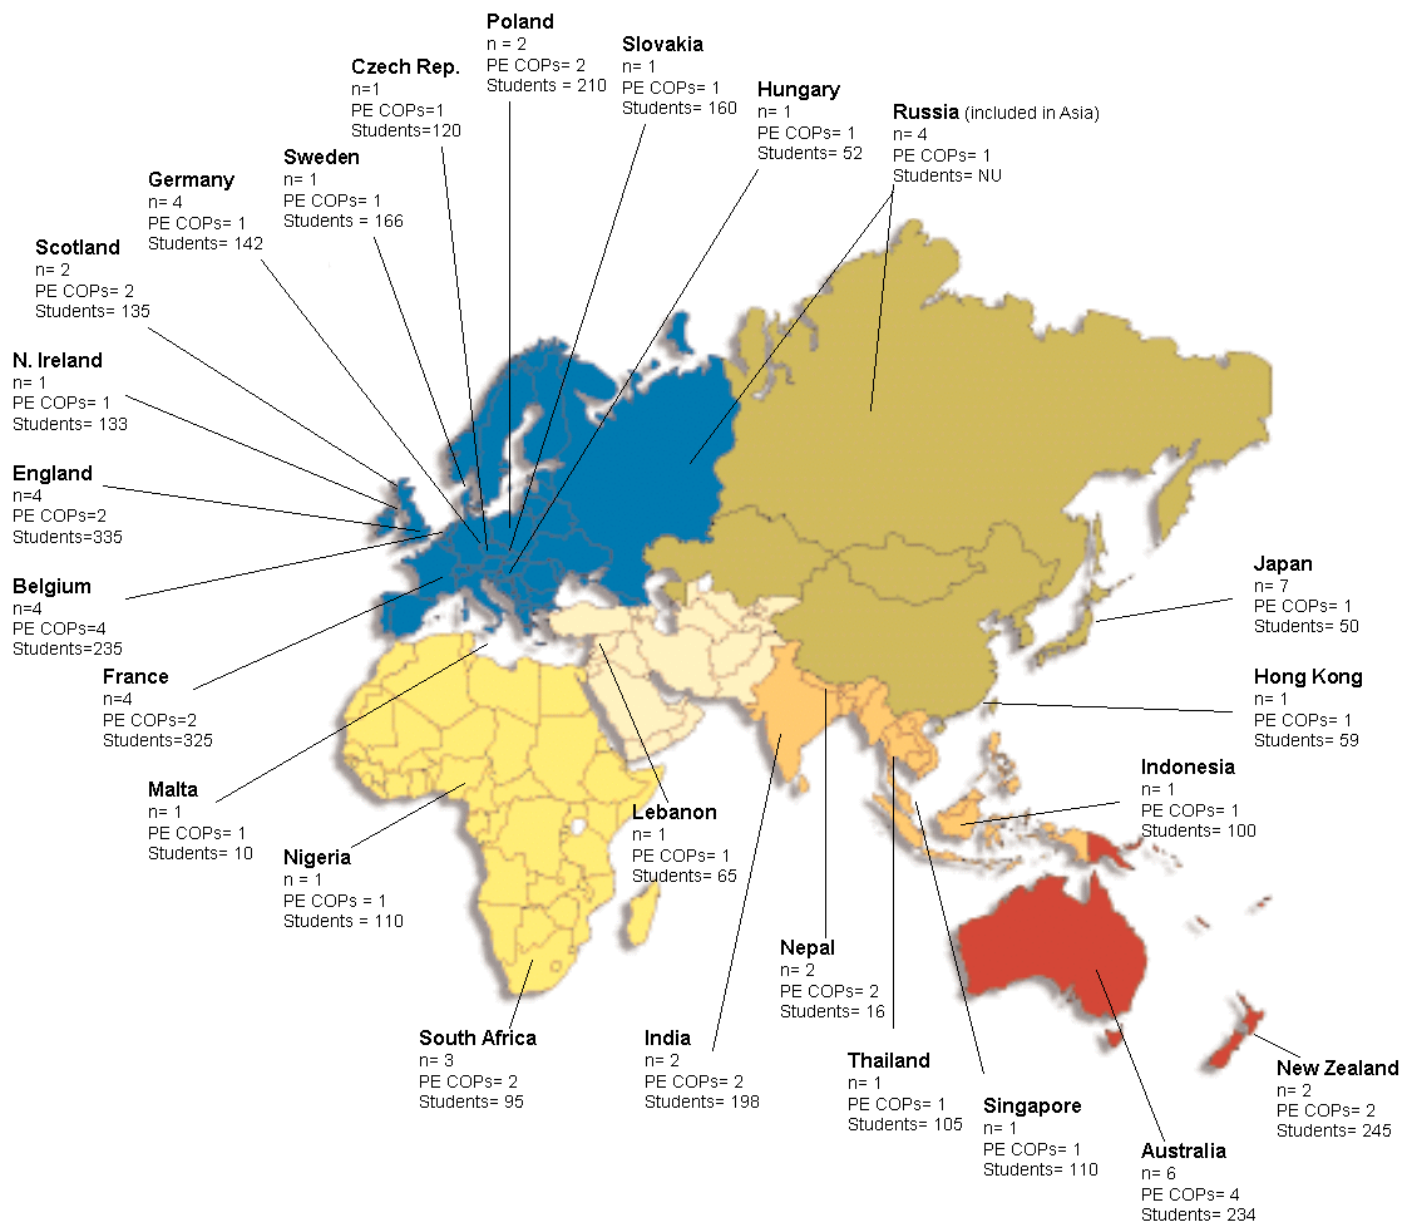 Poland
n = 2
PE COPs= 2
Students = 210
Slovakia
n= 1
PE COPs= 1
Students= 160
Czech Rep.
n=1
PE COPs=1
Students=120
Hungary
n= 1
PE COPs= 1
Students= 52
Russia (included in Asia)
n= 4
PE COPs= 1
Students= NU
Sweden
n= 1
PE COPs= 1
Students = 166
Germany
n= 4
PE COPs= 1
Students= 142
Scotland
n= 2
PE COPs= 2
Students= 135
N. Ireland
n= 1
PE COPs= 1
Students= 133
England
n=4
PE COPs=2
Students=335
Belgium
n=4
PE COPs=4
Students=235
France
n=4
PE COPs=2
Students=325
Malta
n= 1
PE COPs= 1
Students= 10
Nigeria
n = 1
PE COPs = 1
Students = 110
Lebanon
n= 1
PE COPs= 1
Students= 65
Japan
n= 7
PE COPs= 1
Students= 50
Hong Kong
n= 1
PE COPs= 1
Students= 59
Indonesia
n= 1
PE COPs= 1
Students= 100
Nepal
n= 2
PE COPs= 2
Students= 16
South Africa
n= 3
PE COPs= 2
Students= 95
India
n= 2
PE COPs= 2
Students= 198
Thailand
n= 1
PE COPs= 1
Students= 105
Singapore
n= 1
PE COPs= 1
Students= 110
New Zealand
n= 2
PE COPs= 2
Students= 245
Australia
n= 6
PE COPs= 4
Students= 234